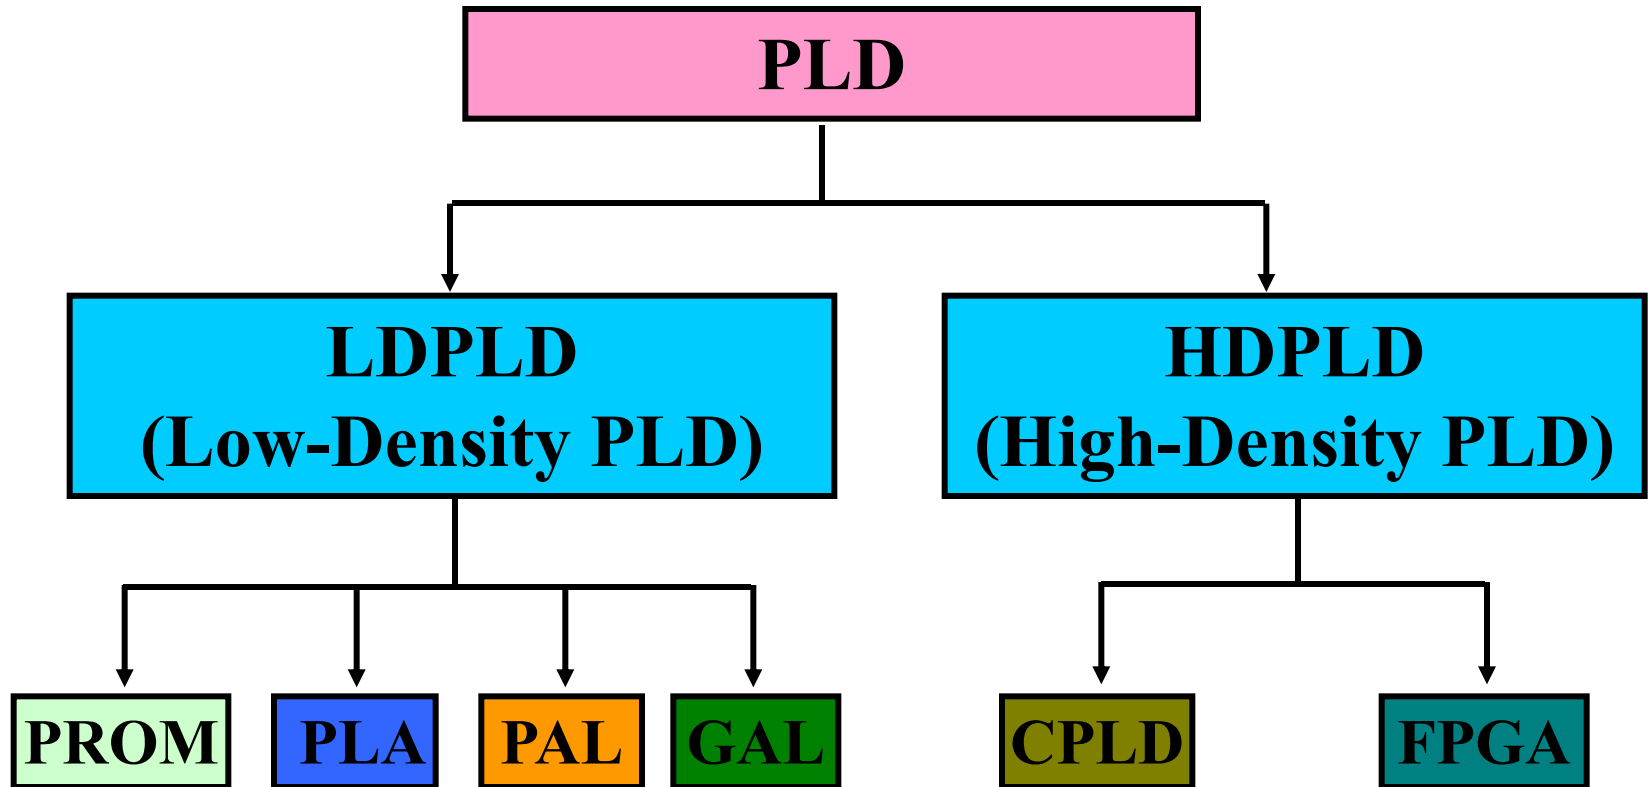 PLD
LDPLD
(Low-Density PLD)
HDPLD
(High-Density PLD)
PROM
PLA
PAL
GAL
CPLD
FPGA